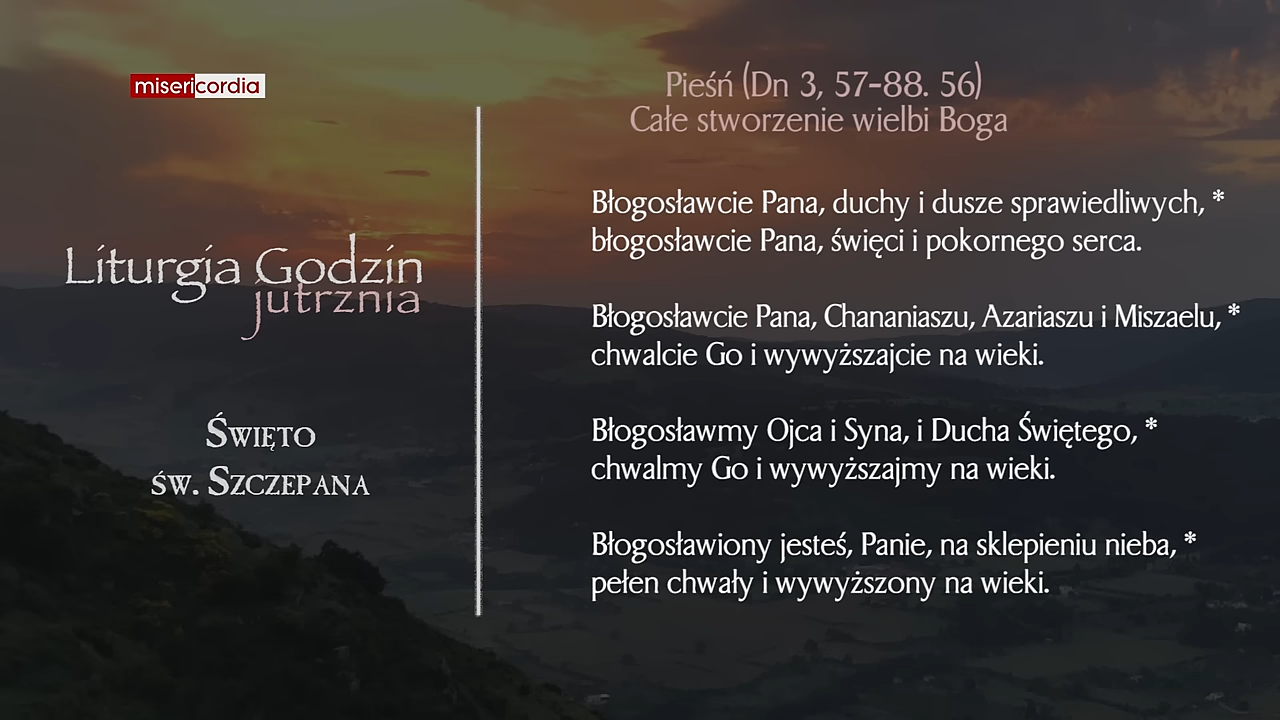 misericordia
Liturgia Godzin
jutrznia
Święto
św. Szczepana
Pieśń (Dn 3, 57-88. 56)
Całe stworzenie wielbi Boga
Błogosławcie Pana, duchy i dusze sprawiedliwych, *
błogosławcie Pana, święci i pokornego serca.
Błogosławcie Pana, Chananiaszu, Azariaszu i Miszaelu, *
chwalcie Go i wywyższajcie na wieki.
Błogosławmy Ojca i Syna, i Ducha Świętego, *
chwalmy Go i wywyższajmy na wieki.
Błogosławiony jesteś, Panie, na sklepieniu nieba, *
pełen chwały i wywyższony na wieki.